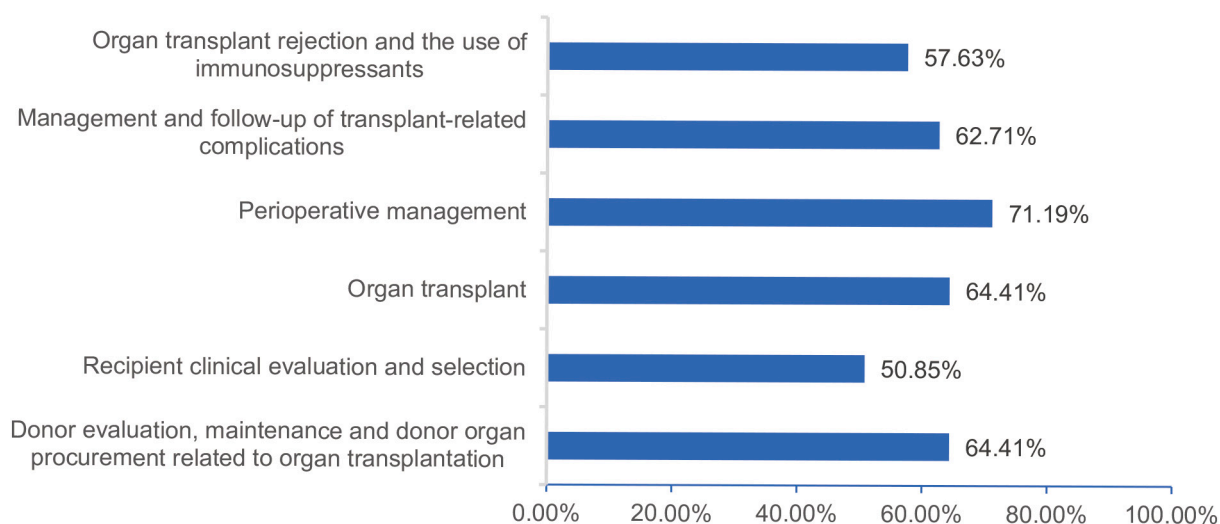 Organ transplant rejection and the use of
immunosuppressants
57.63%
Management and follow-up of transplant-related
complications
62.71%
Perioperative management
71.19%
Organ transplant
64.41%
Recipient clinical evaluation and selection
50.85%
Donor evaluation, maintenance and donor organ
procurement related to organ transplantation
64.41%
0.00% 20.00% 40.00% 60.00% 80.00% 100.00%